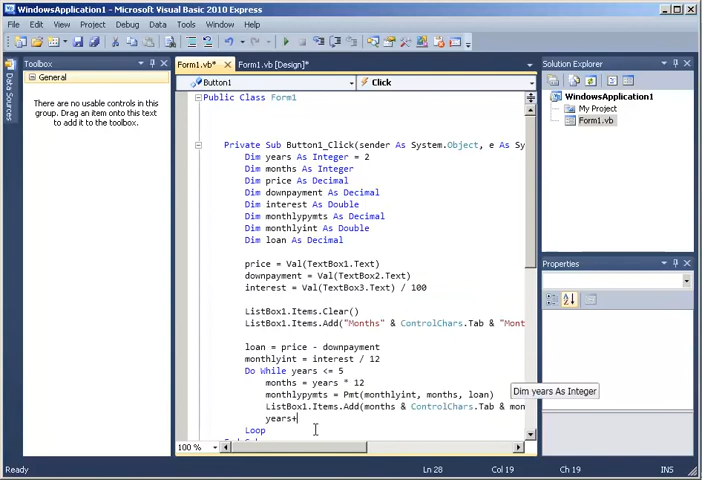 WindowsApplication1 - Microsoft Visual Basic 2010 Express
File Edit View Project Debug Data Tools Window Help
Toolbox
General
There are no usable controls in this
group. Drag an item onto this text
to add it to the toolbox.
Data Sources
Form1.vb*
Form1.vb [Design]*
Button1
Click
Public Class Form1
Private Sub Button1_Click(sender As System.Object, e As Sy
Dim years As Integer = 2
Dim months As Integer
Dim price As Decimal
Dim downpayment As Decimal
Dim interest As Double
Dim monthlypymts As Decimal
Dim monthlyint As Double
Dim loan As Decimal
price = Val(TextBox1.Text)
downpayment = Val(TextBox2.Text)
interest = Val(TextBox3.Text) / 100
ListBox1.Items.Clear()
ListBox1.Items.Add("Months" & ControlChars.Tab & "Mont
loan = price - downpayment
monthlyint = interest / 12
Do While years <= 5
months = years * 12
monthlypymts = Pmt(monthlyint, months, loan)
ListBox1.Items.Add(months & ControlChars.Tab & mon
years+
Loop
Dim years As Integer
100 %
Solution Explorer
WindowsApplication1
My Project
Form1.vb
Properties
Ready
Ln 28
Col 19
Ch 19
INS